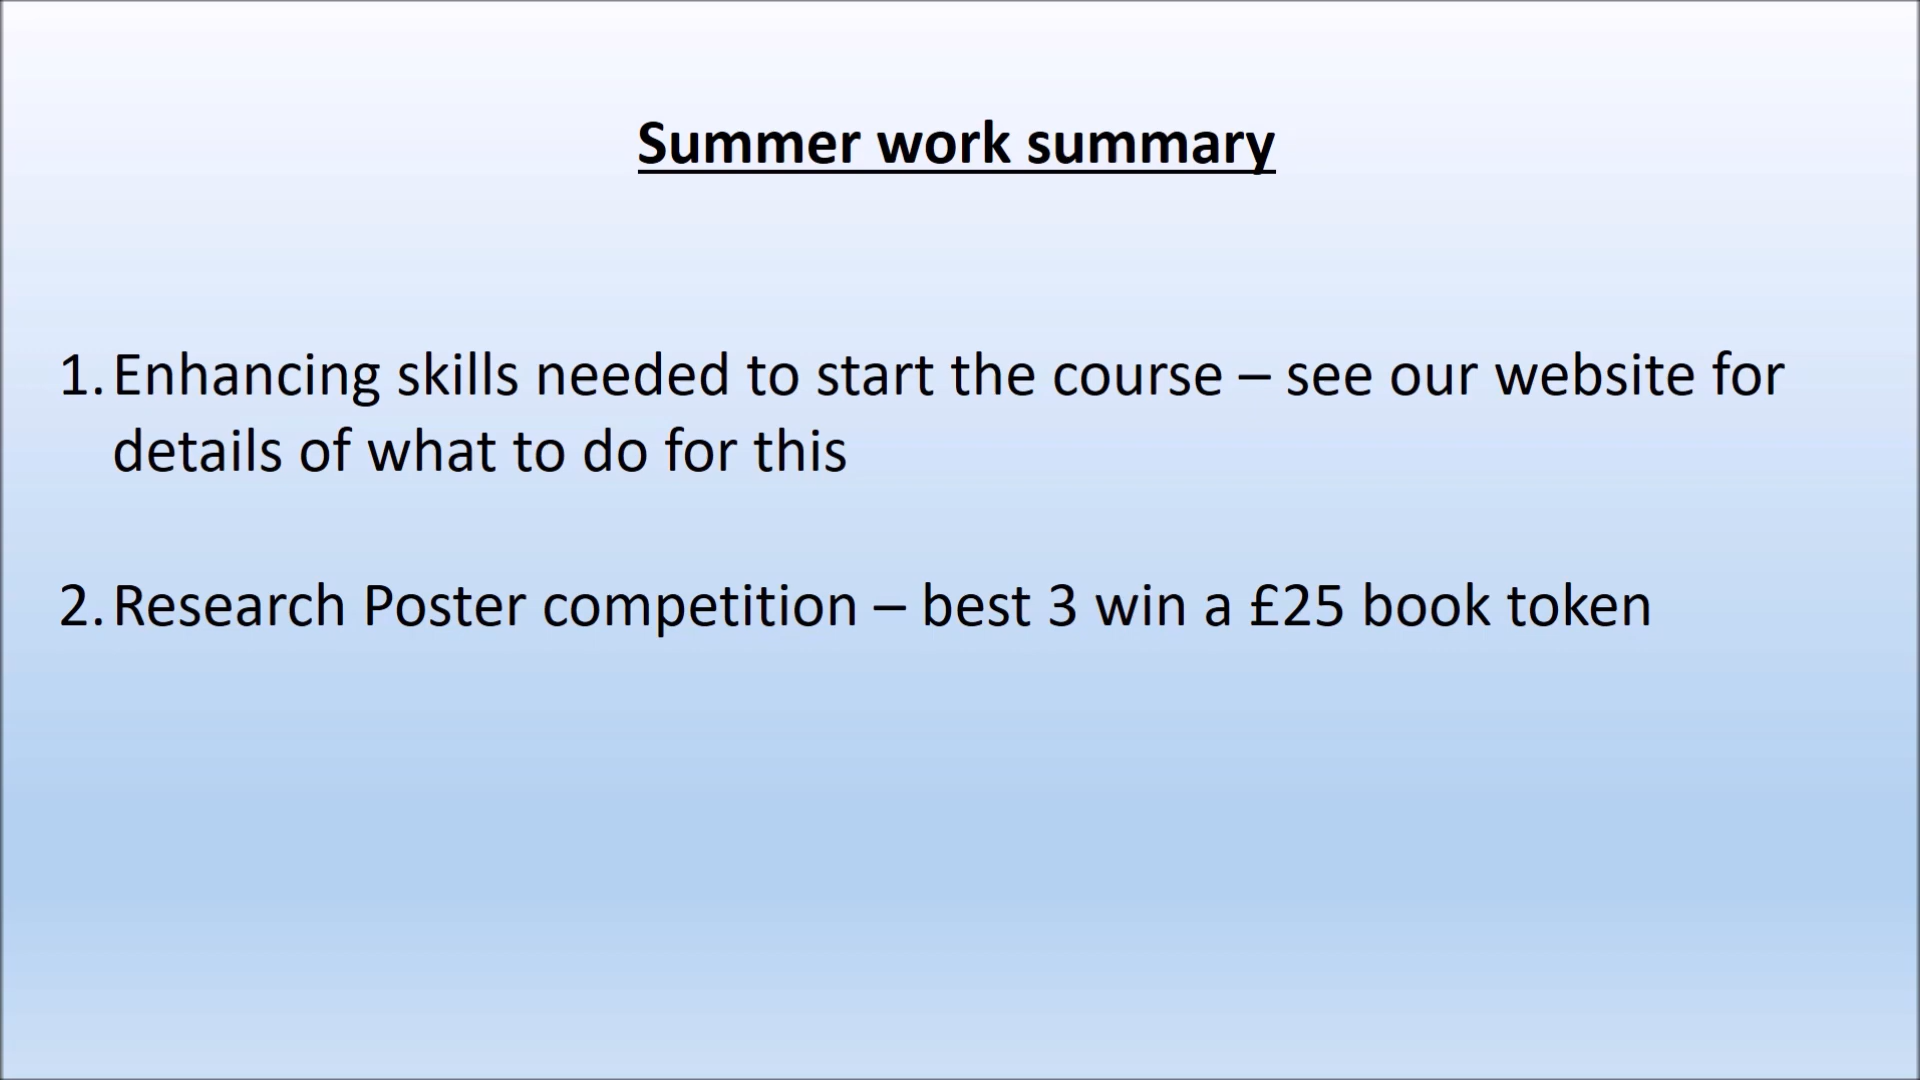 Summer work summary
1. Enhancing skills needed to start the course – see our website for
details of what to do for this
2. Research Poster competition – best 3 win a £25 book token